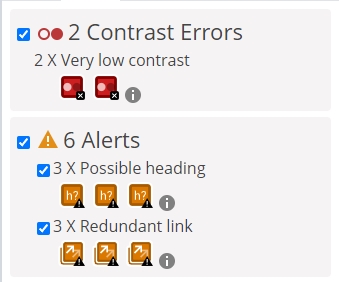 2 Contrast Errors
2 X Very low contrast
6 Alerts
3 X Possible heading
h? h? h?
3 X Redundant link